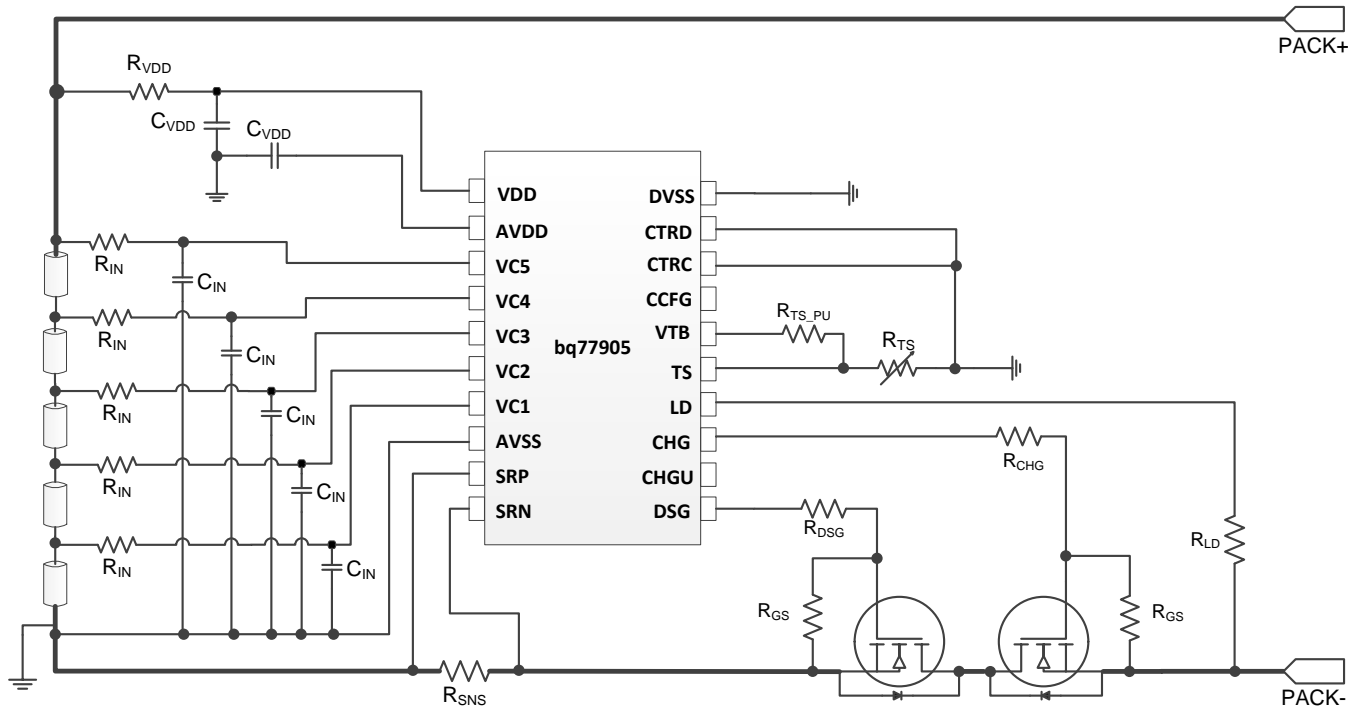 PACK+
RVDD
CVDD
CVDD
VDD
AVDD
VC5
VC4
VC3
VC2
VC1
AVSS
SRP
SRN
bq77905
DVSS
CTRD
CTRC
CCFG
VTB
TS
LD
CHG
CHGU
DSG
RIN
CIN
RIN
CIN
RIN
CIN
RIN
CIN
RIN
CIN
RTS_PU
RTS
RCHG
RDSG
RLD
RGS
RGS
RSNS
PACK-